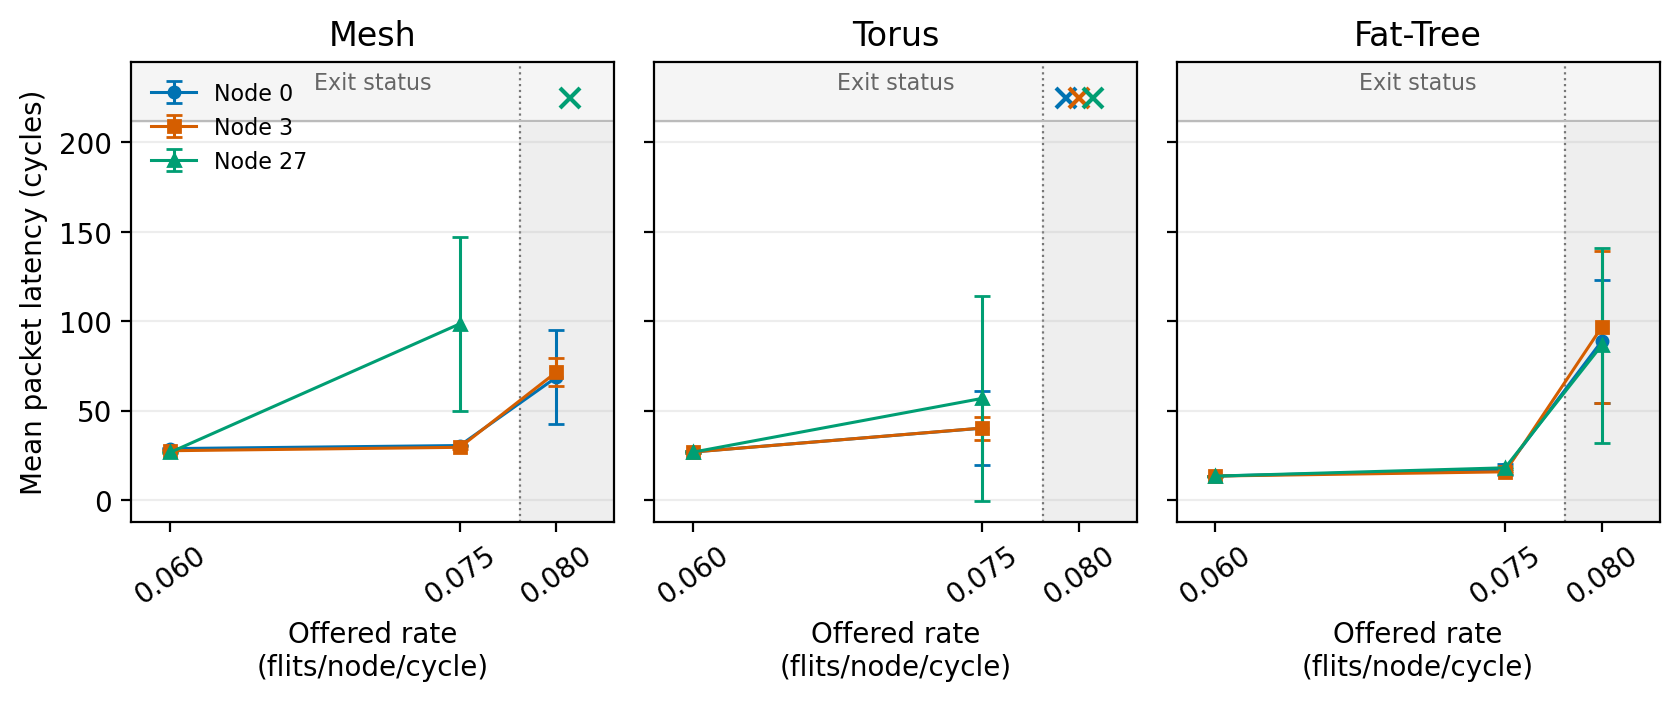 Mesh
Torus
Fat-Tree
Mean packet latency (cycles)
200
150
100
50
0
Node 0
Node 3
Node 27
Exit status
Exit status
Exit status
0.060
0.075
0.080
0.060
0.075
0.080
0.060
0.075
0.080
Offered rate
(flits/node/cycle)
Offered rate
(flits/node/cycle)
Offered rate
(flits/node/cycle)